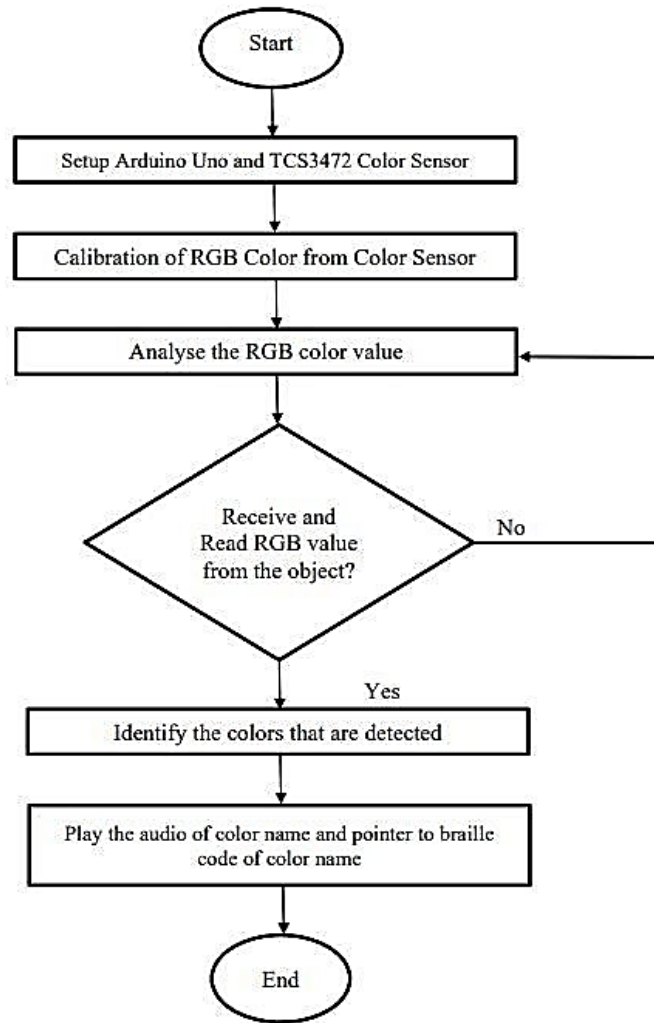 Start
Setup Arduino Uno and TCS3472 Color Sensor
Calibration of RGB Color from Color Sensor
Analyse the RGB color value
Receive and
Read RGB value
from the object?
No
Yes
Identify the colors that are detected
Play the audio of color name and pointer to braille
code of color name
End